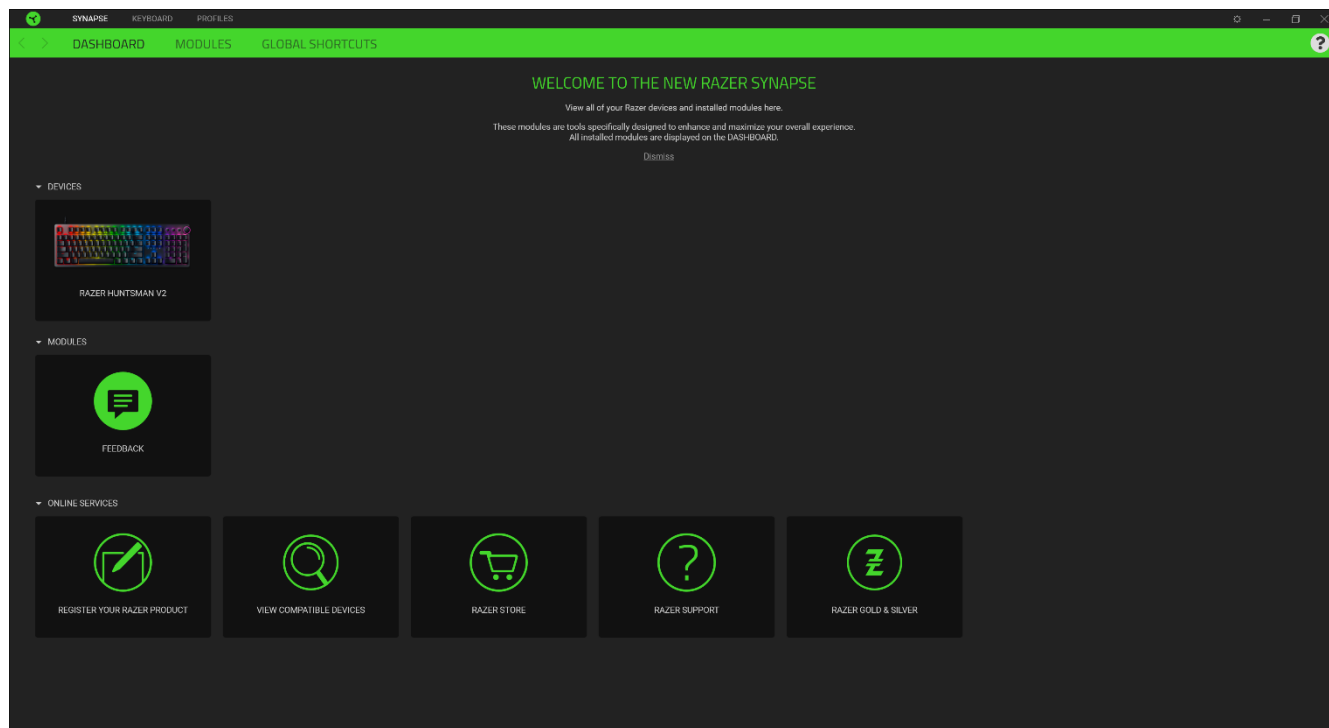 SYNAPSE KEYBOARD PROFILES
DASHBOARD MODULES GLOBAL SHORTCUTS
?
WELCOME TO THE NEW RAZER SYNAPSE
View all of your Razer devices and installed modules here.
These modules are tools specifically designed to enhance and maximize your overall experience.
All installed modules are displayed on the DASHBOARD.
Dismiss
DEVICES
RAZER HUNTSMAN V2
MODULES
FEEDBACK
ONLINE SERVICES
REGISTER YOUR RAZER PRODUCT
VIEW COMPATIBLE DEVICES
RAZER STORE
?
RAZER SUPPORT
RAZER GOLD & SILVER